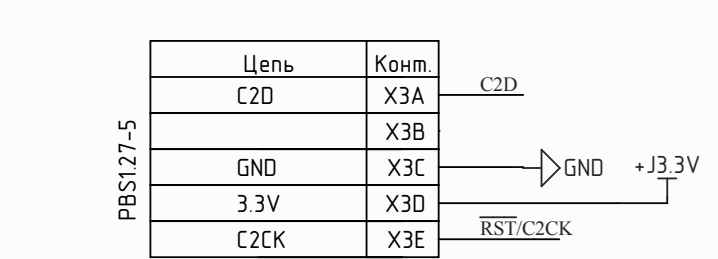 Цепь Конт.
C2D X3A C2D
X3B
GND X3C GND
3.3V X3D +J3.3V
C2CK X3E R̅S̅T̅/C2CK
PBS1.27-5